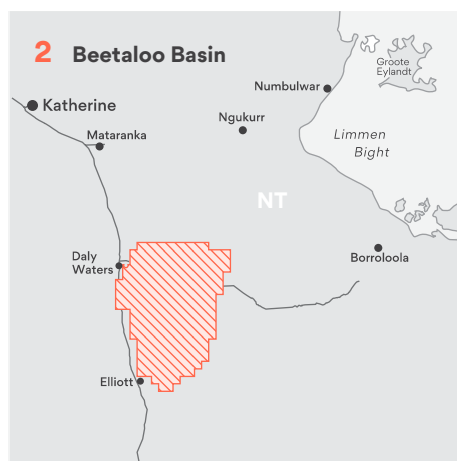 2 Beetaloo Basin
Groote
Eylandt
Numbulwar
Katherine
Ngukurr
Mataranka
Limmen
Bight
NT
Daly
Waters
Borroloola
Elliott